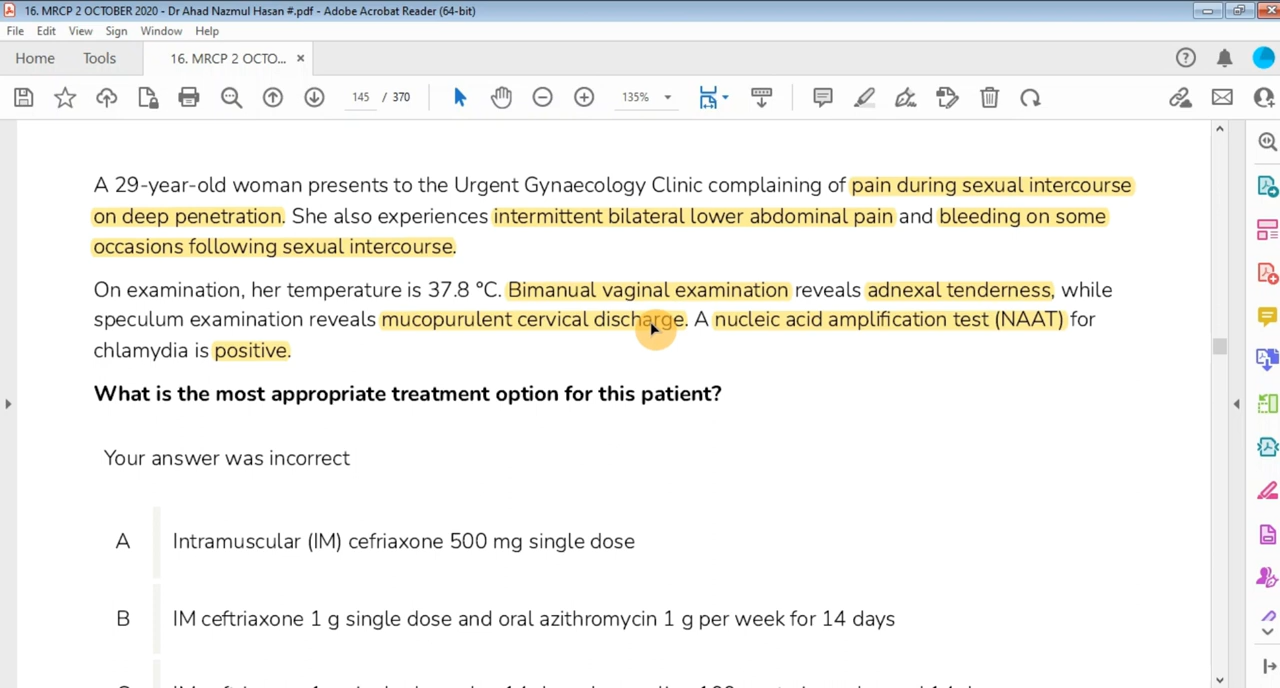 16. MRCP 2 OCTOBER 2020 - Dr Ahad Nazmul Hasan #.pdf - Adobe Acrobat Reader (64-bit)
File Edit View Sign Window Help
Home Tools 16. MRCP 2 OCTO... ×
145 / 370 135%
A 29-year-old woman presents to the Urgent Gynaecology Clinic complaining of pain during sexual intercourse
on deep penetration. She also experiences intermittent bilateral lower abdominal pain and bleeding on some
occasions following sexual intercourse.
On examination, her temperature is 37.8 °C. Bimanual vaginal examination reveals adnexal tenderness, while
speculum examination reveals mucopurulent cervical discharge. A nucleic acid amplification test (NAAT) for
chlamydia is positive.
What is the most appropriate treatment option for this patient?
Your answer was incorrect
A Intramuscular (IM) cefriaxone 500 mg single dose
B IM ceftriaxone 1 g single dose and oral azithromycin 1 g per week for 14 days